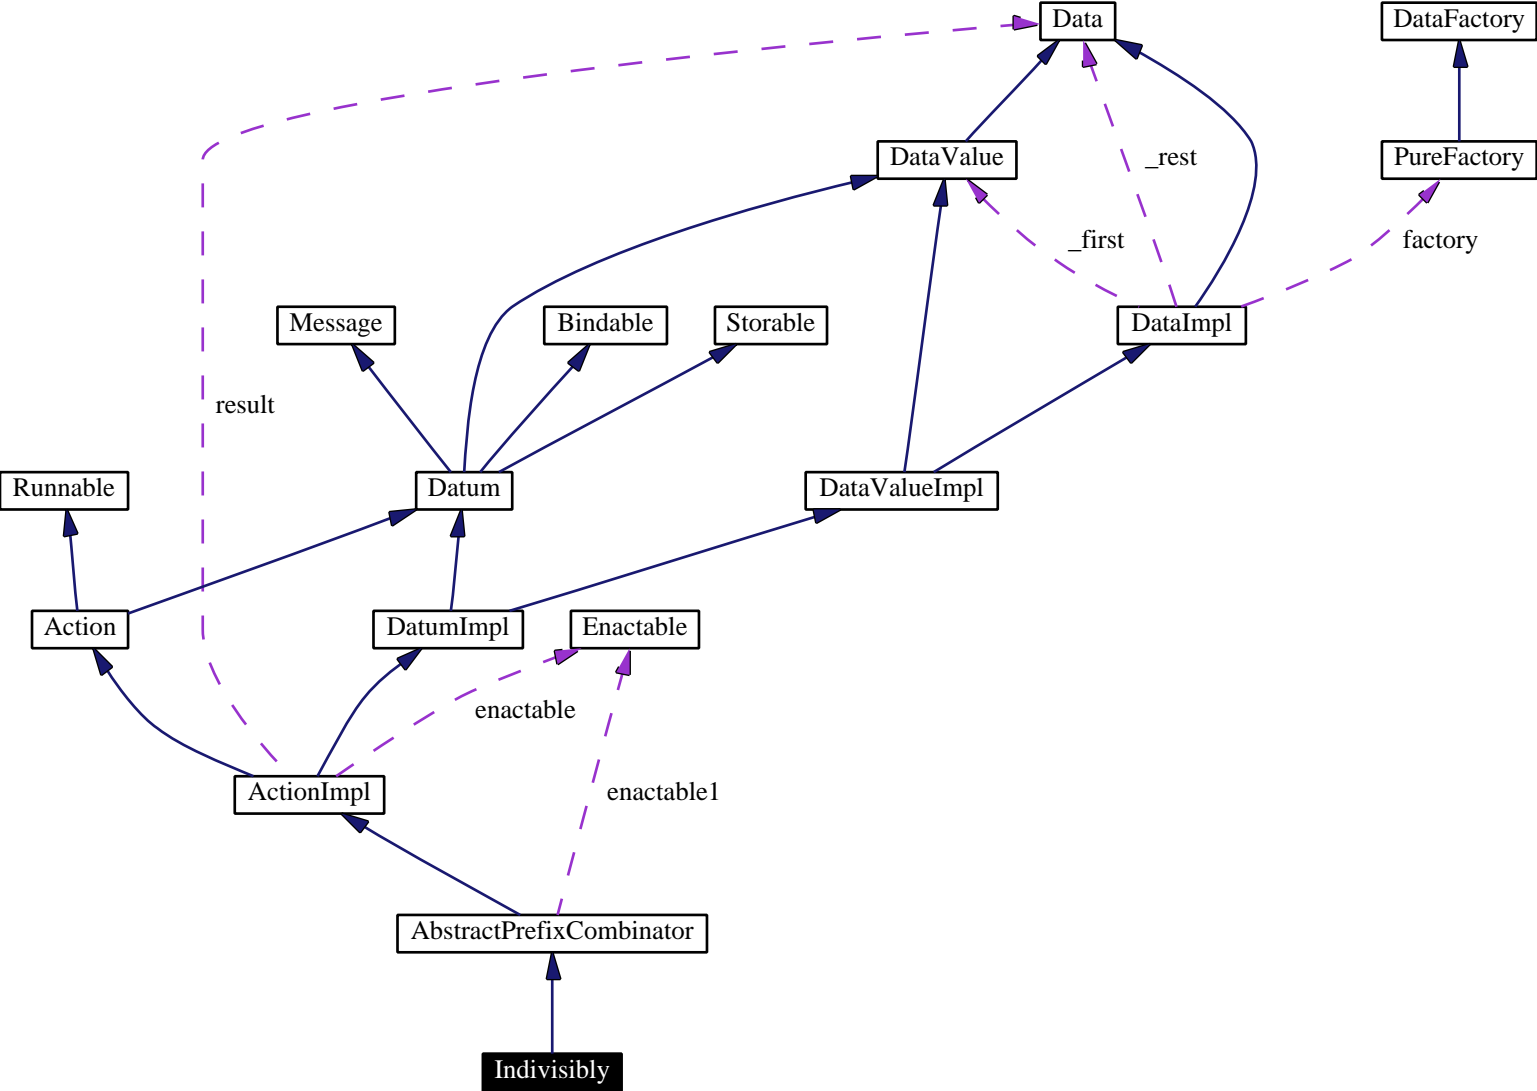 Data
DataFactory
DataValue
_rest
PureFactory
_first
factory
Message
Bindable
Storable
DataImpl
result
Runnable
Datum
DataValueImpl
Action
DatumImpl
Enactable
enactable
ActionImpl
enactable1
AbstractPrefixCombinator
Indivisibly